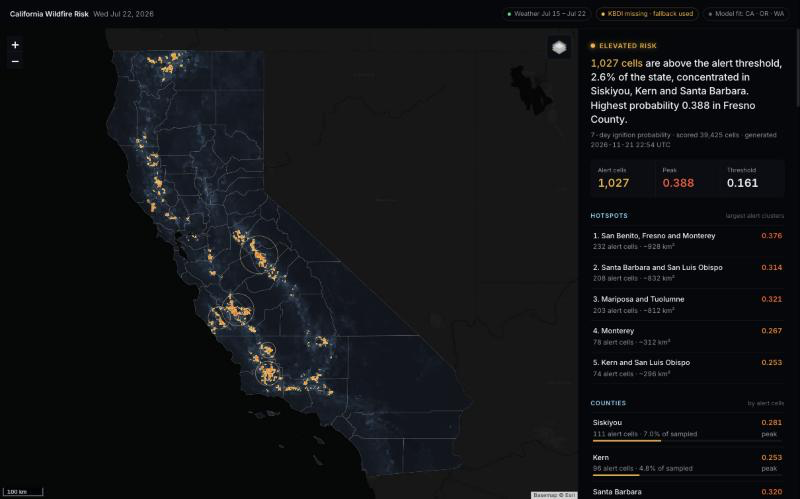 California Wildfire Risk Wed Jul 22, 2026
Weather Jul 15 – Jul 22
KBDI missing · fallback used
Model fit: CA · OR · WA
+
−
ELEVATED RISK
1,027 cells are above the alert threshold,
2.6% of the state, concentrated in
Siskiyou, Kern and Santa Barbara.
Highest probability 0.388 in Fresno
County.
7-day ignition probability · scored 39,425 cells · generated
2026-11-21 22:54 UTC
Alert cells
Peak
Threshold
1,027
0.388
0.161
HOTSPOTS
largest alert clusters
1. San Benito, Fresno and Monterey 0.376
232 alert cells · ~928 km²
2. Santa Barbara and San Luis Obispo 0.314
208 alert cells · ~832 km²
3. Mariposa and Tuolumne 0.321
203 alert cells · ~812 km²
4. Monterey 0.267
78 alert cells · ~312 km²
5. Kern and San Luis Obispo 0.253
74 alert cells · ~296 km²
COUNTIES
by alert cells
Siskiyou 0.281
111 alert cells · 7.0% of sampled peak
Kern 0.253
96 alert cells · 4.8% of sampled peak
Santa Barbara 0.320
100 km
Basemap © Esri